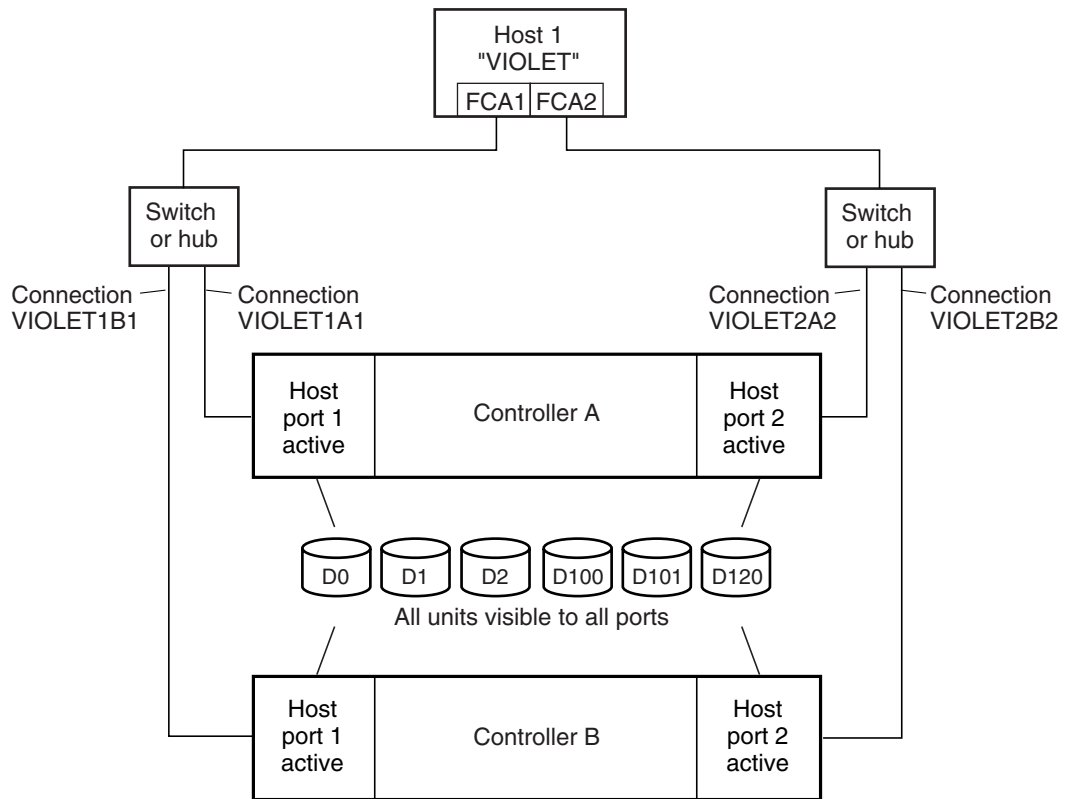 Host 1
"VIOLET"
FCA1 FCA2
Switch
or hub
Switch
or hub
Connection
VIOLET1B1
Connection
VIOLET1A1
Connection
VIOLET2A2
Connection
VIOLET2B2
Host
port 1
active
Controller A
Host
port 2
active
D0 D1 D2 D100 D101 D120
All units visible to all ports
Host
port 1
active
Controller B
Host
port 2
active